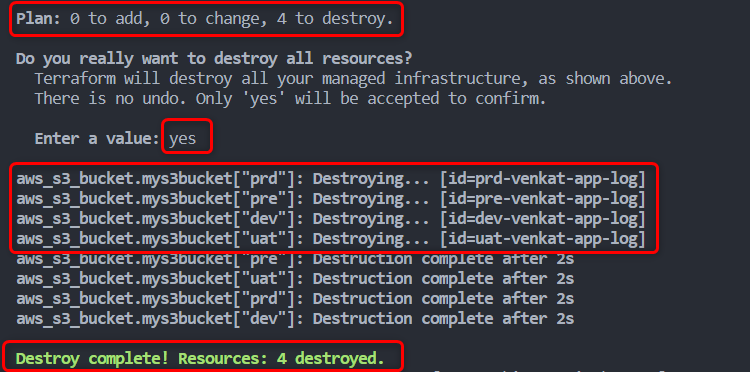 Plan: 0 to add, 0 to change, 4 to destroy.
Do you really want to destroy all resources?
Terraform will destroy all your managed infrastructure, as shown above.
There is no undo. Only 'yes' will be accepted to confirm.
Enter a value: yes
aws_s3_bucket.mys3bucket["prd"]: Destroying... [id=prd-venkat-app-log]
aws_s3_bucket.mys3bucket["pre"]: Destroying... [id=pre-venkat-app-log]
aws_s3_bucket.mys3bucket["dev"]: Destroying... [id=dev-venkat-app-log]
aws_s3_bucket.mys3bucket["uat"]: Destroying... [id=uat-venkat-app-log]
aws_s3_bucket.mys3bucket["pre"]: Destruction complete after 2s
aws_s3_bucket.mys3bucket["uat"]: Destruction complete after 2s
aws_s3_bucket.mys3bucket["prd"]: Destruction complete after 2s
aws_s3_bucket.mys3bucket["dev"]: Destruction complete after 2s
Destroy complete! Resources: 4 destroyed.